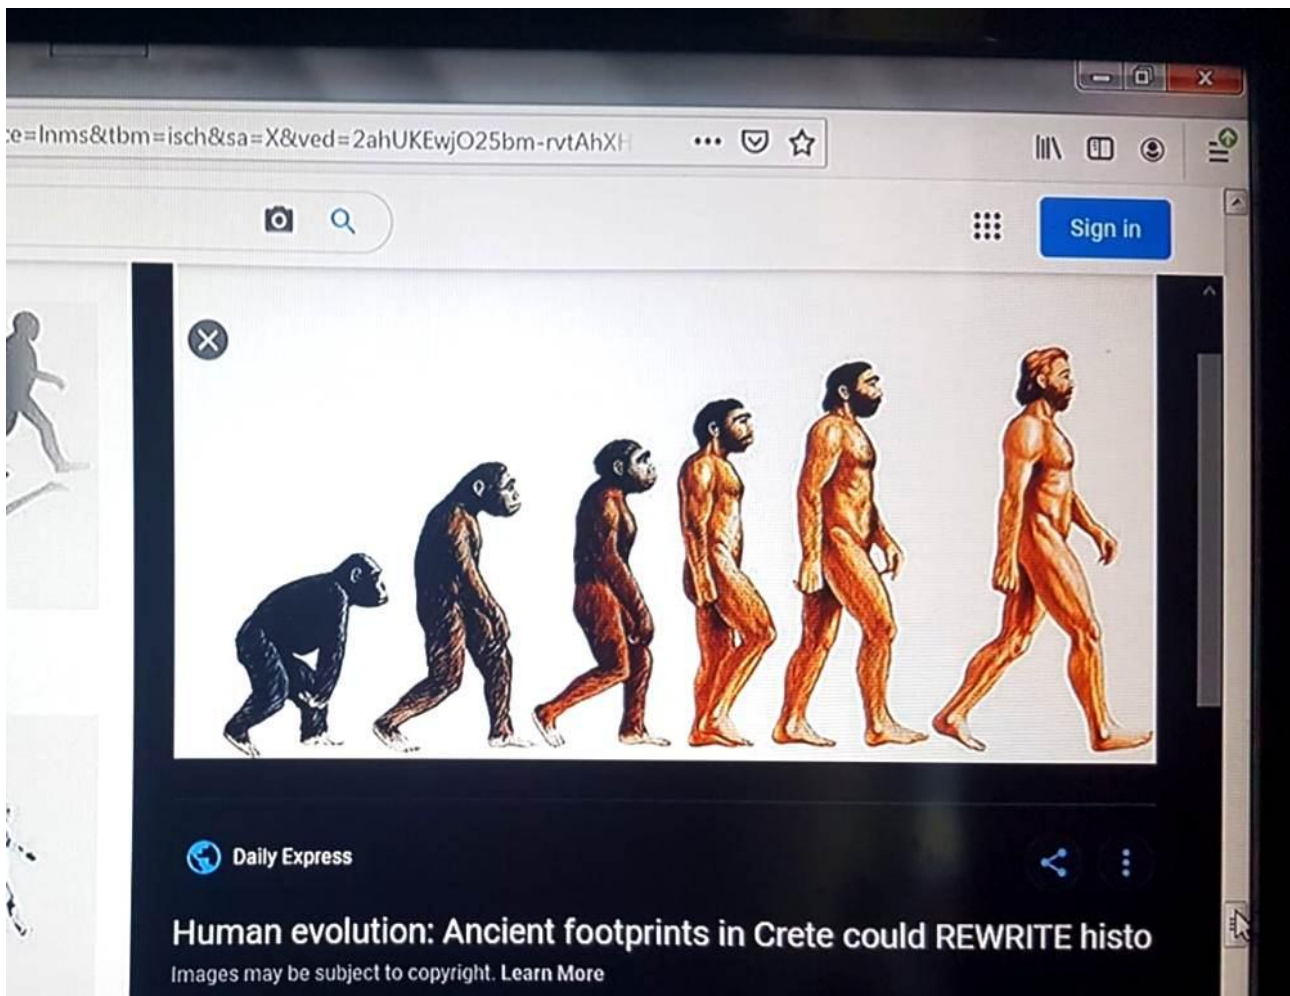 :e=lnms&tbm=isch&sa=X&ved=2ahUKEwjO25bm-rvtAhXH
Sign in
Daily Express
Human evolution: Ancient footprints in Crete could REWRITE histo
Images may be subject to copyright. Learn More